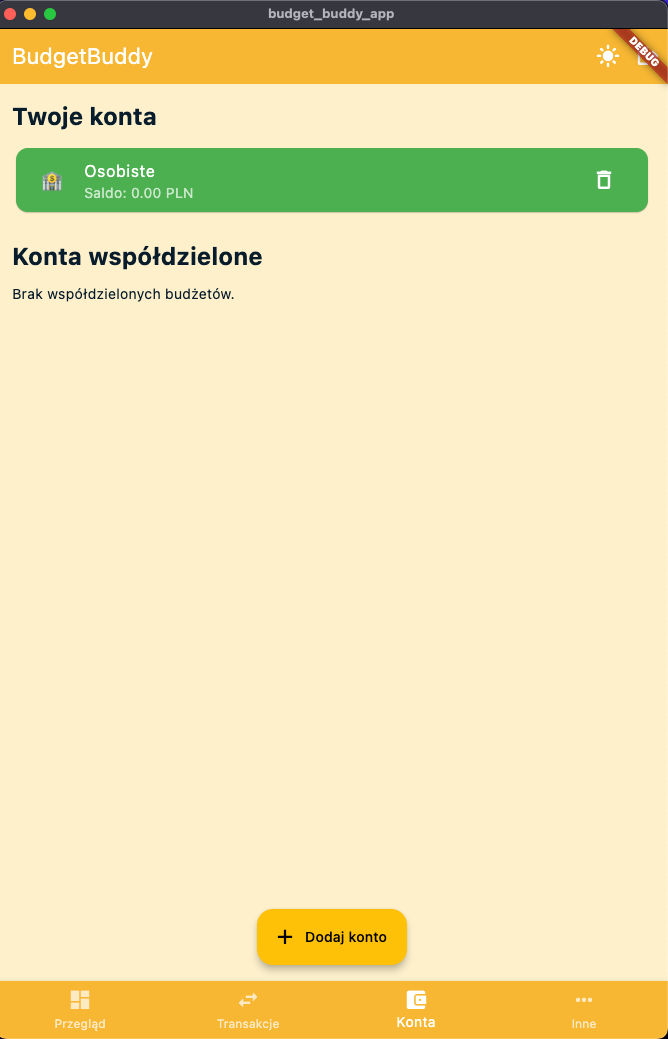 budget_buddy_app
BudgetBuddy
DEBUG
Twoje konta
Osobiste
Saldo: 0.00 PLN
Konta współdzielone
Brak współdzielonych budżetów.
+ Dodaj konto
Przegląd
Transakcje
Konta
Inne